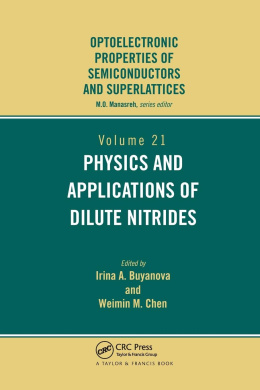 OPTOELECTRONIC
PROPERTIES OF
SEMICONDUCTORS
AND SUPERLATTICES
M.O. Manasreh, series editor
Volume 21
PHYSICS AND
APPLICATIONS OF
DILUTE NITRIDES
Edited by
Irina A. Buyanova
and
Weimin M. Chen
CRC CRC Press
Taylor & Francis Group
A TAYLOR & FRANCIS BOOK